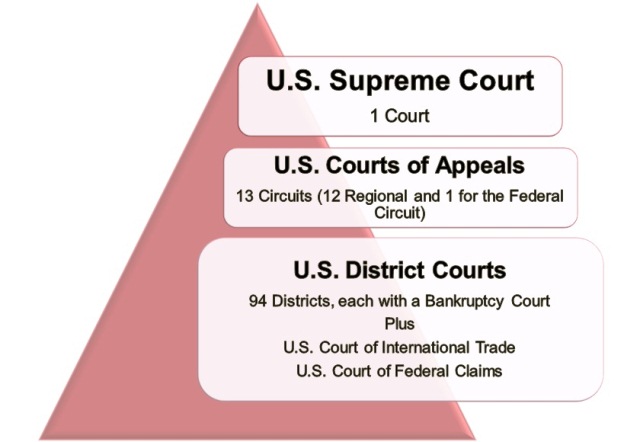 U.S. Supreme Court
1 Court
U.S. Courts of Appeals
13 Circuits (12 Regional and 1 for the Federal
Circuit)
U.S. District Courts
94 Districts, each with a Bankruptcy Court
Plus
U.S. Court of International Trade
U.S. Court of Federal Claims